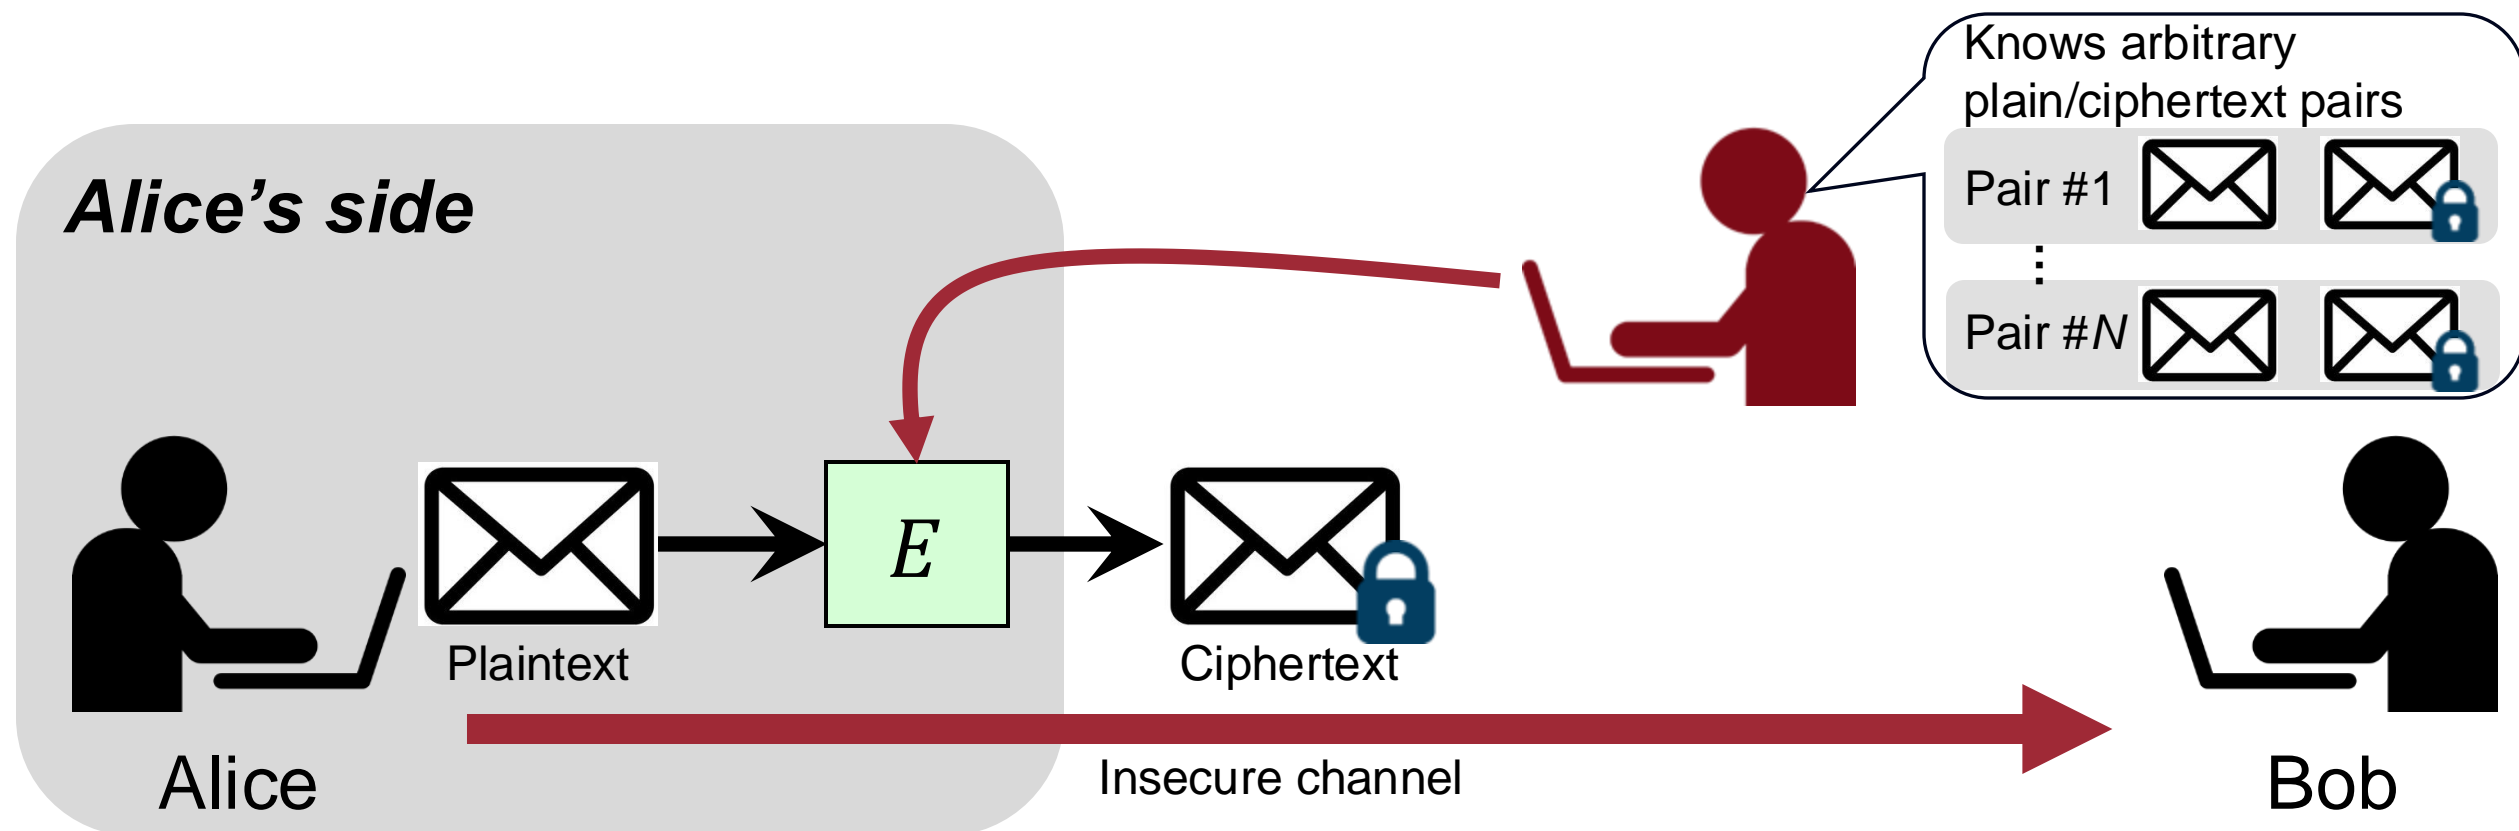 Knows arbitrary
plain/ciphertext pairs
Pair #1
⋮
Pair #N
Alice’s side
E
Plaintext
Ciphertext
Insecure channel
Alice
Bob